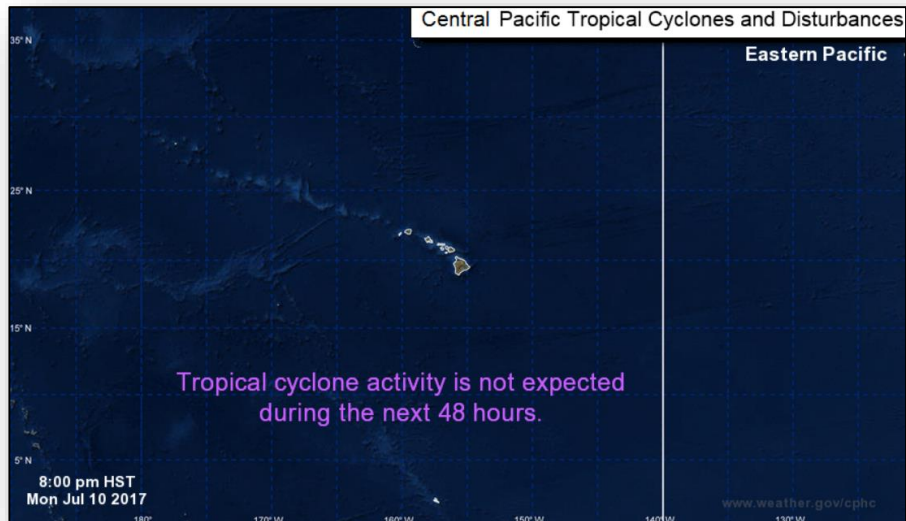 Central Pacific Tropical Cyclones and Disturbances
35° N
Eastern Pacific
25° N
15° N
Tropical cyclone activity is not expected
during the next 48 hours.
5° N
8:00 pm HST
Mon Jul 10 2017
www.weather.gov/cphc
180° 170° W 160° W 150° W 140° W 130° W